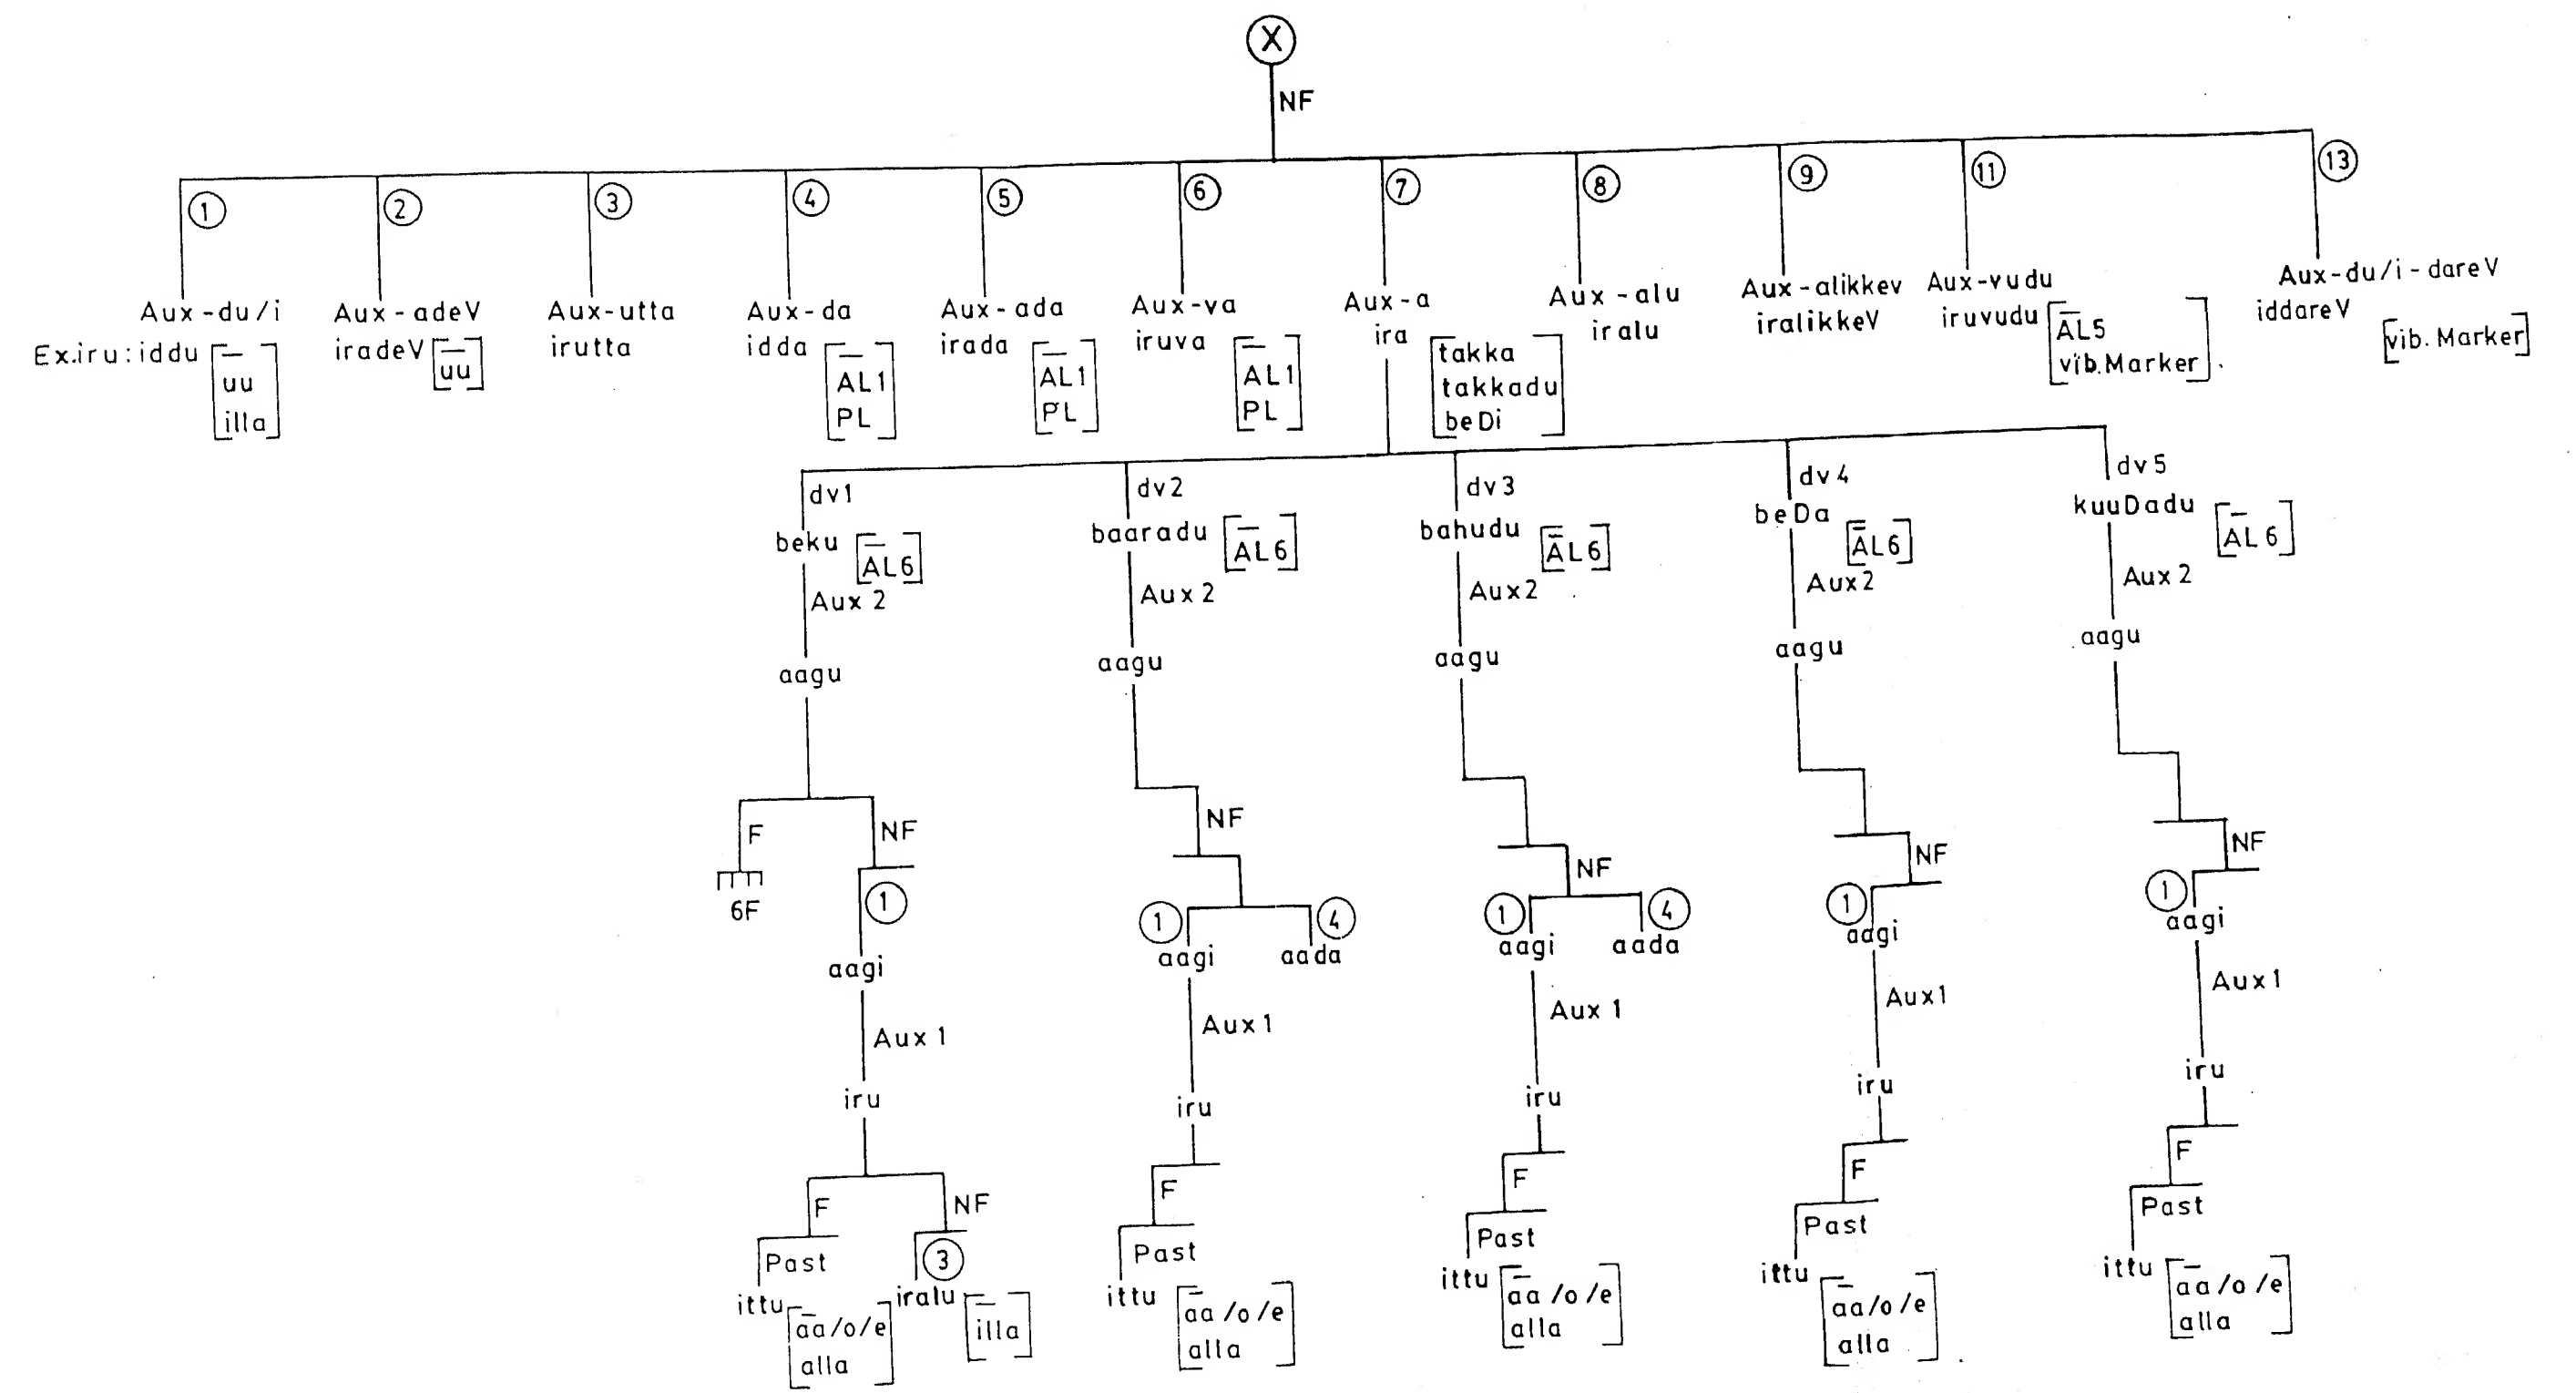 X
NF
1
2
3
4
5
6
7
8
9
11
13
Aux-du/i
Ex.iru: iddu
uu
illa
Aux-adeV
iradeV
uu
Aux-utta
irutta
Aux-da
idda
AL1
PL
Aux-ada
irada
AL1
PL
Aux-va
iruva
AL1
PL
Aux-a
ira
takka
takkadu
beDi
Aux-alu
iralu
Aux-alikkev
iralikkeV
Aux-vudu
iruvudu
AL5
vib.Marker
Aux-du/i-dareV
iddareV
vib. Marker
dv1
beku
AL6
Aux 2
aagu
F
6F
NF
1
aagi
Aux 1
iru
F
Past
ittu
aa/o/e
alla
NF
3
iralu
illa
dv2
baaradu
AL6
Aux 2
aagu
NF
1
aagi
4
aada
Aux 1
iru
F
Past
ittu
aa/o/e
alla
dv3
bahudu
AL6
Aux2
aagu
NF
1
aagi
4
aada
Aux 1
iru
F
Past
ittu
aa/o/e
alla
dv4
beDa
AL6
Aux2
aagu
NF
1
aagi
Aux1
iru
F
Past
ittu
aa/o/e
alla
dv5
kuuDadu
AL6
Aux 2
aagu
NF
1
aagi
Aux1
iru
F
Past
ittu
aa/o/e
alla